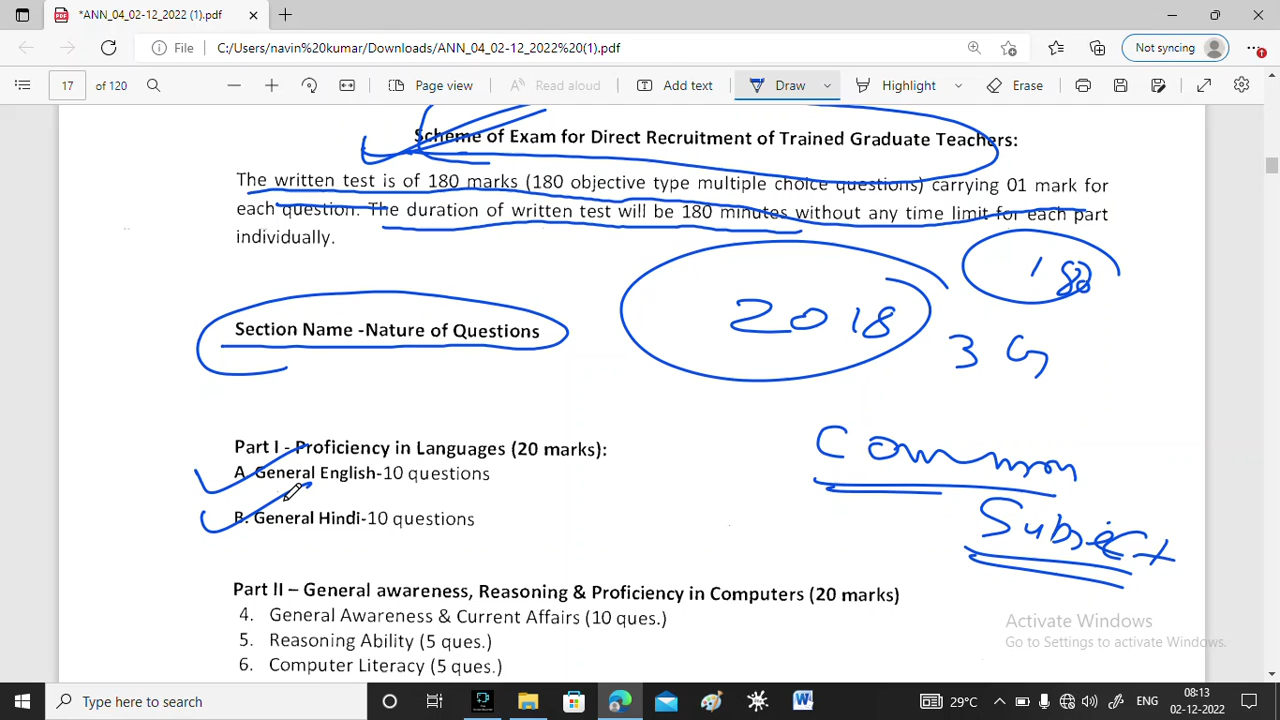 *ANN_04_02-12_2022 (1).pdf
File C:/Users/navin%20kumar/Downloads/ANN_04_02-12_2022%20(1).pdf Not syncing
17 of 120 Page view Read aloud Add text Draw Highlight Erase
Scheme of Exam for Direct Recruitment of Trained Graduate Teachers:
The written test is of 180 marks (180 objective type multiple choice questions) carrying 01 mark for
each question. The duration of written test will be 180 minutes without any time limit for each part
individually.
180
2018
Section Name -Nature of Questions
3 G
Common
Part I - Proficiency in Languages (20 marks):
A. General English-10 questions
B. General Hindi-10 questions
Subject
Part II – General awareness, Reasoning & Proficiency in Computers (20 marks)
4. General Awareness & Current Affairs (10 ques.)
5. Reasoning Ability (5 ques.)
6. Computer Literacy (5 ques.)
Activate Windows
Go to Settings to activate Windows.
Type here to search
29°C ENG 08:13
02-12-2022